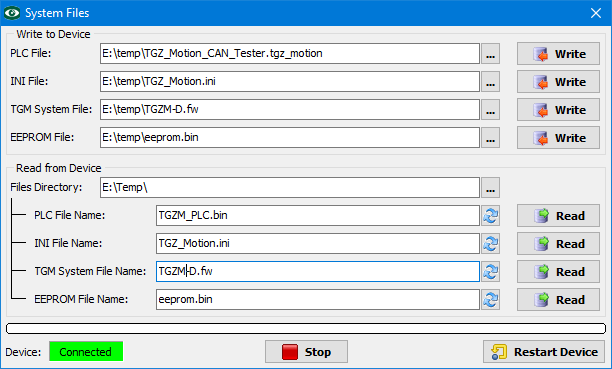 System Files
Write to Device
PLC File: E:\temp\TGZ_Motion_CAN_Tester.tgz_motion ... Write
INI File: E:\temp\TGZ_Motion.ini ... Write
TGM System File: E:\temp\TGZM-D.fw ... Write
EEPROM File: E:\temp\eeprom.bin ... Write
Read from Device
Files Directory: E:\Temp\ ...
PLC File Name: TGZM_PLC.bin Read
INI File Name: TGZ_Motion.ini Read
TGM System File Name: TGZM-D.fw Read
EEPROM File Name: eeprom.bin Read
Device: Connected Stop Restart Device